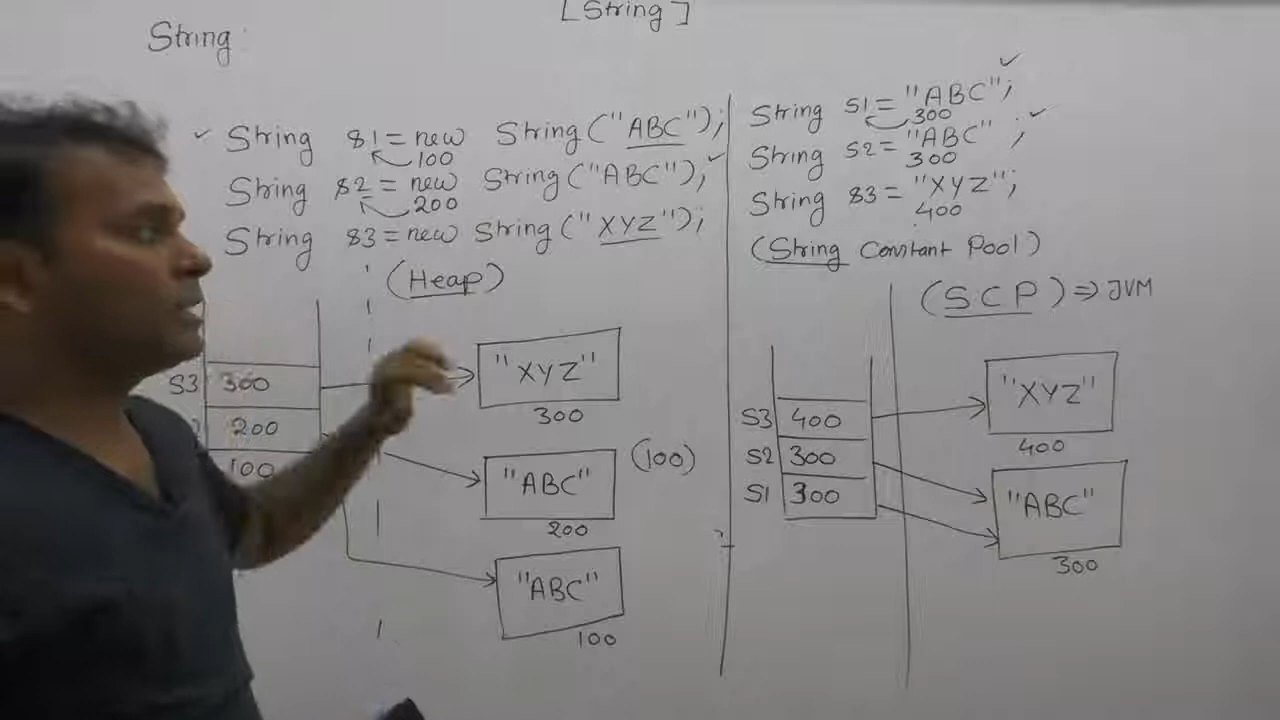 [String]
String
String S1 = new String("ABC");
100
String S2 = new String("ABC");
200
String S3 = new String("XYZ");
(Heap)
S3 300
200
100
"XYZ"
300
"ABC"
200
(100)
"ABC"
100
String S1 = "ABC";
300
String S2 = "ABC";
300
String S3 = "XYZ";
400
(String Constant Pool)
(SCP) ⇒ JVM
S3 400
S2 300
S1 300
"XYZ"
400
"ABC"
300